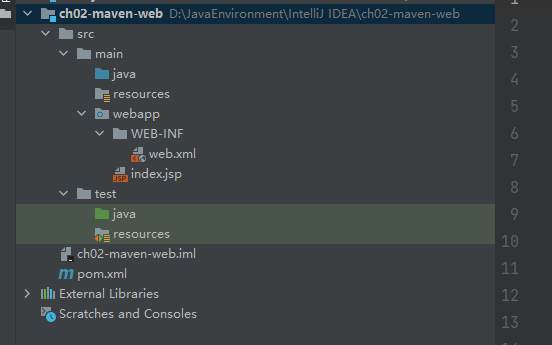 ch02-maven-web D:\JavaEnvironment\IntelliJ IDEA\ch02-maven-web
src
main
java
resources
webapp
WEB-INF
web.xml
index.jsp
test
java
resources
ch02-maven-web.iml
pom.xml
External Libraries
Scratches and Consoles
1
2
3
4
5
6
7
8
9
10
11
12
13